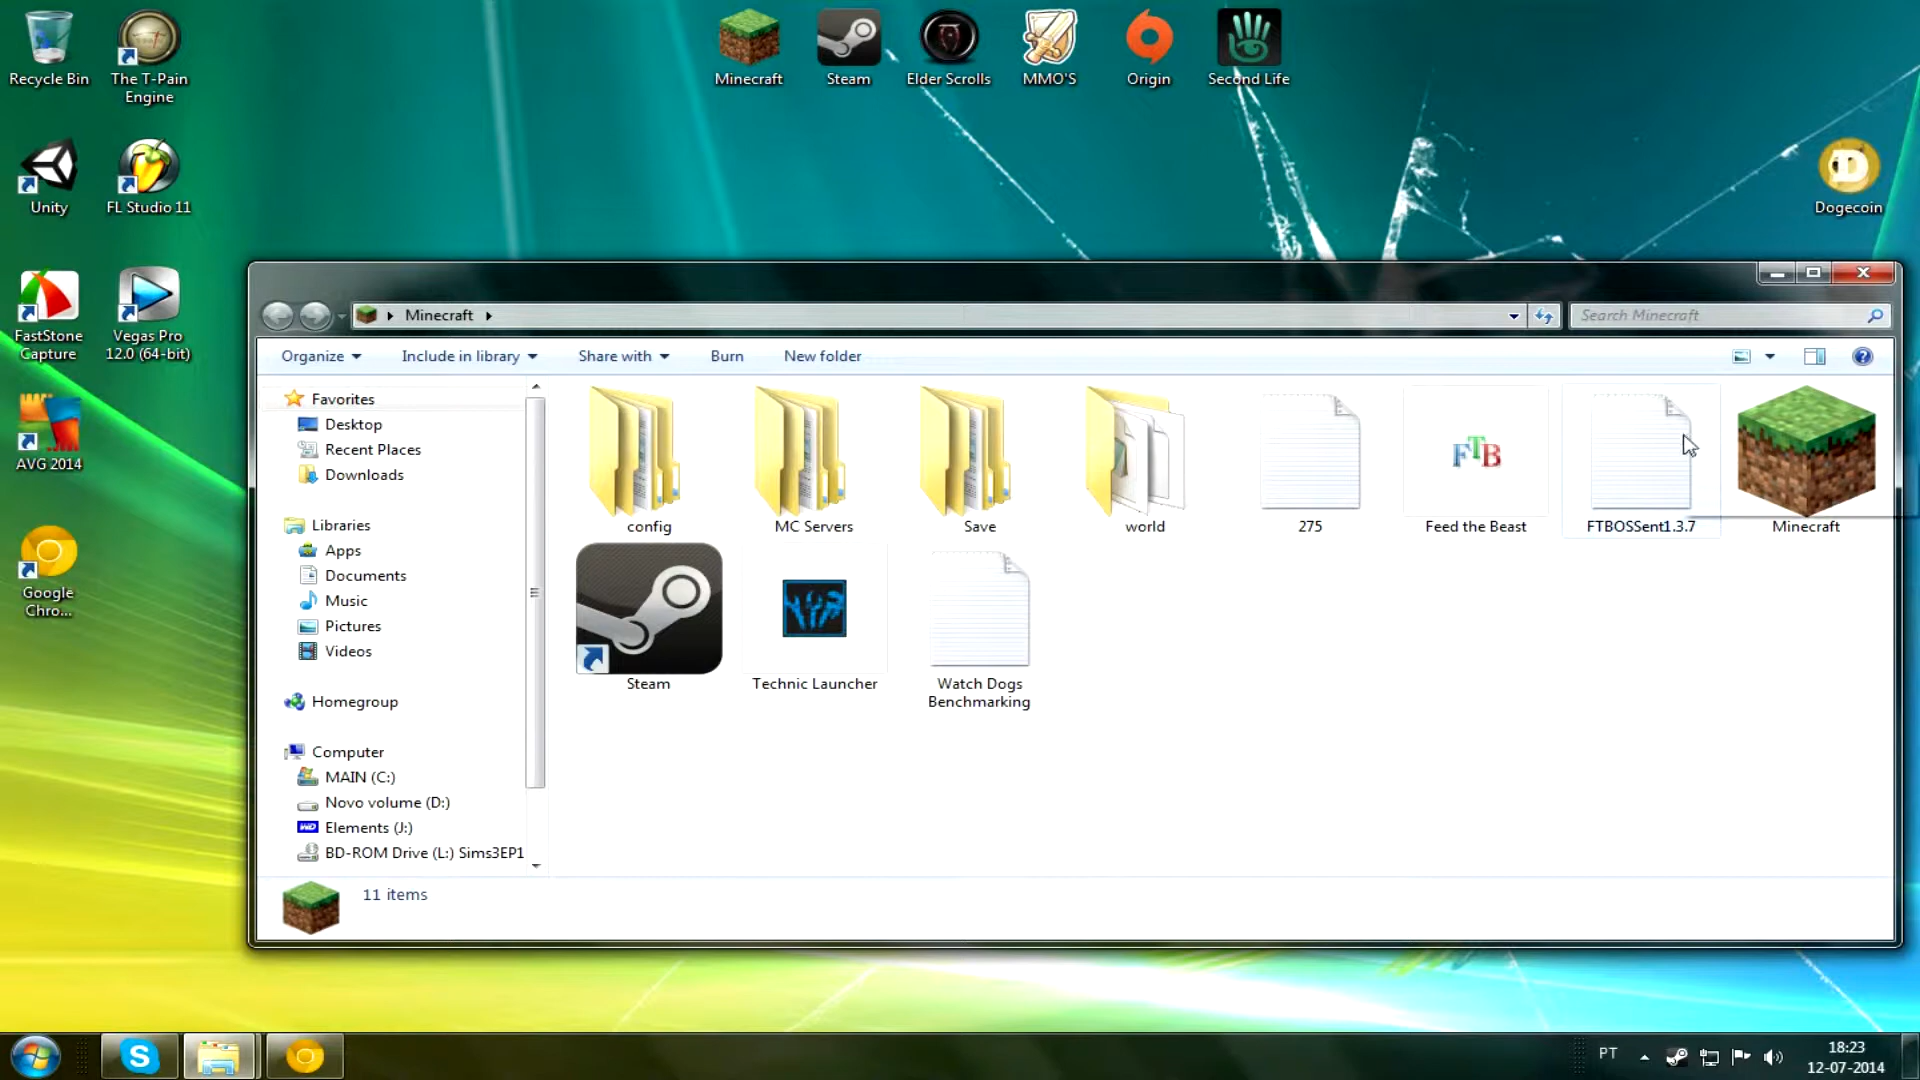 Recycle Bin
The T-Pain
Engine
Minecraft
Steam
Elder Scrolls
MMO'S
Origin
Second Life
Unity
FL Studio 11
Dogecoin
FastStone
Capture
Vegas Pro
12.0 (64-bit)
AVG 2014
Google
Chro...
Minecraft
Search Minecraft
Organize
Include in library
Share with
Burn
New folder
Favorites
Desktop
Recent Places
Downloads
Libraries
Apps
Documents
Music
Pictures
Videos
Homegroup
Computer
MAIN (C:)
Novo volume (D:)
Elements (J:)
BD-ROM Drive (L:) Sims3EP1
config
MC Servers
Save
world
275
FTB
Feed the Beast
FTBOSSent1.3.7
Minecraft
Steam
Technic Launcher
Watch Dogs
Benchmarking
11 items
PT
18:23
12-07-2014